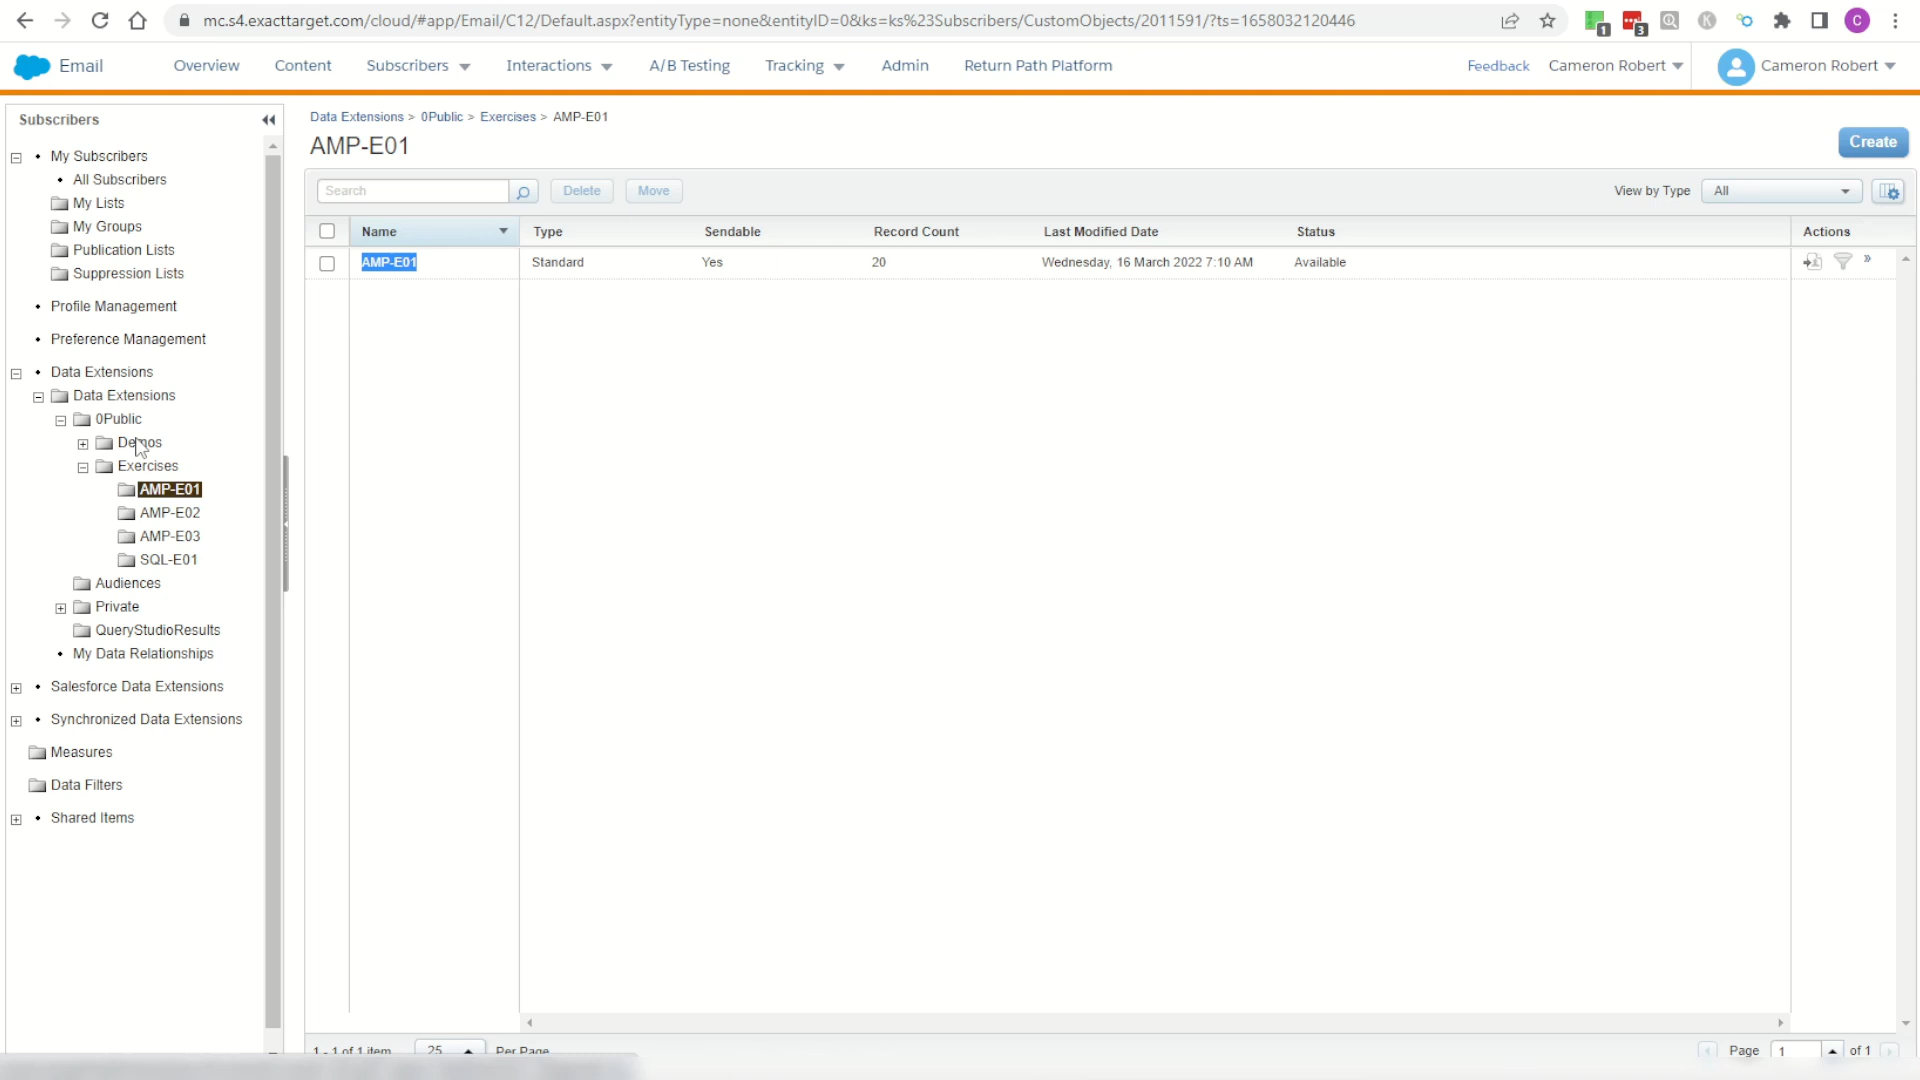 mc.s4.exacttarget.com/cloud/#app/Email/C12/Default.aspx?entityType=none&entityID=0&ks=ks%23Subscribers/CustomObjects/2011591/?ts=1658032120446
1
3
K
C
Email
Overview
Content
Subscribers
Interactions
A/B Testing
Tracking
Admin
Return Path Platform
Feedback
Cameron Robert
Cameron Robert
Subscribers
My Subscribers
All Subscribers
My Lists
My Groups
Publication Lists
Suppression Lists
Profile Management
Preference Management
Data Extensions
Data Extensions
0Public
Demos
Exercises
AMP-E01
AMP-E02
AMP-E03
SQL-E01
Audiences
Private
QueryStudioResults
My Data Relationships
Salesforce Data Extensions
Synchronized Data Extensions
Measures
Data Filters
Shared Items
Data Extensions > 0Public > Exercises > AMP-E01
AMP-E01
Create
Search
Delete
Move
View by Type
All
Name Type Sendable Record Count Last Modified Date Status Actions
AMP-E01 Standard Yes 20 Wednesday, 16 March 2022 7:10 AM Available
1 - 1 of 1 item
25
Per Page
Page 1 of 1